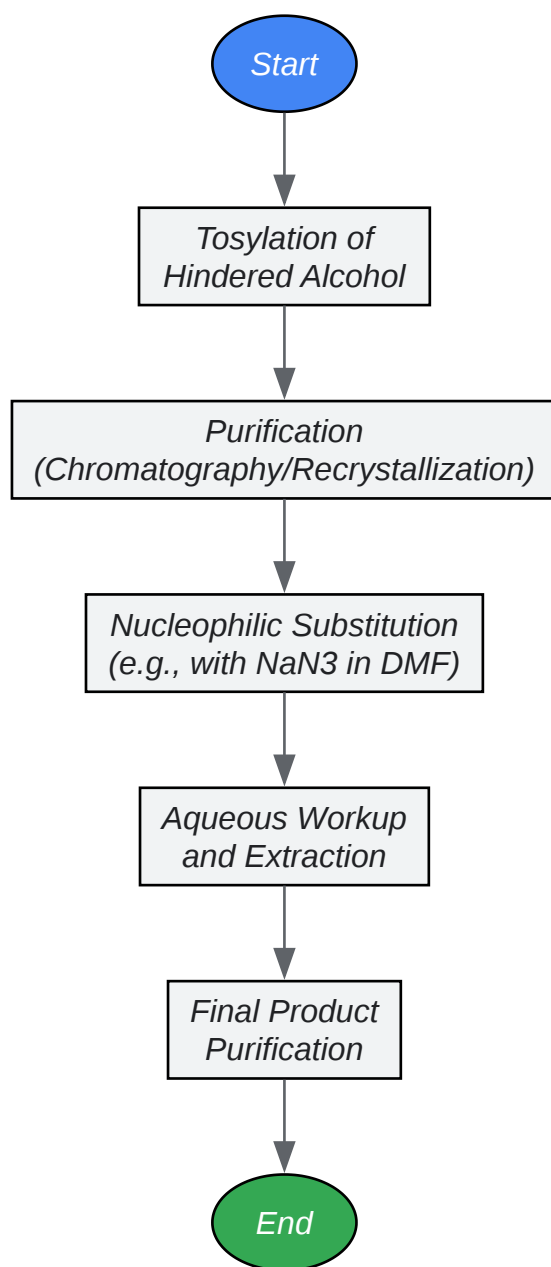 Start
Tosylation of
Hindered Alcohol
Purification
(Chromatography/Recrystallization)
Nucleophilic Substitution
(e.g., with NaN3 in DMF)
Aqueous Workup
and Extraction
Final Product
Purification
End